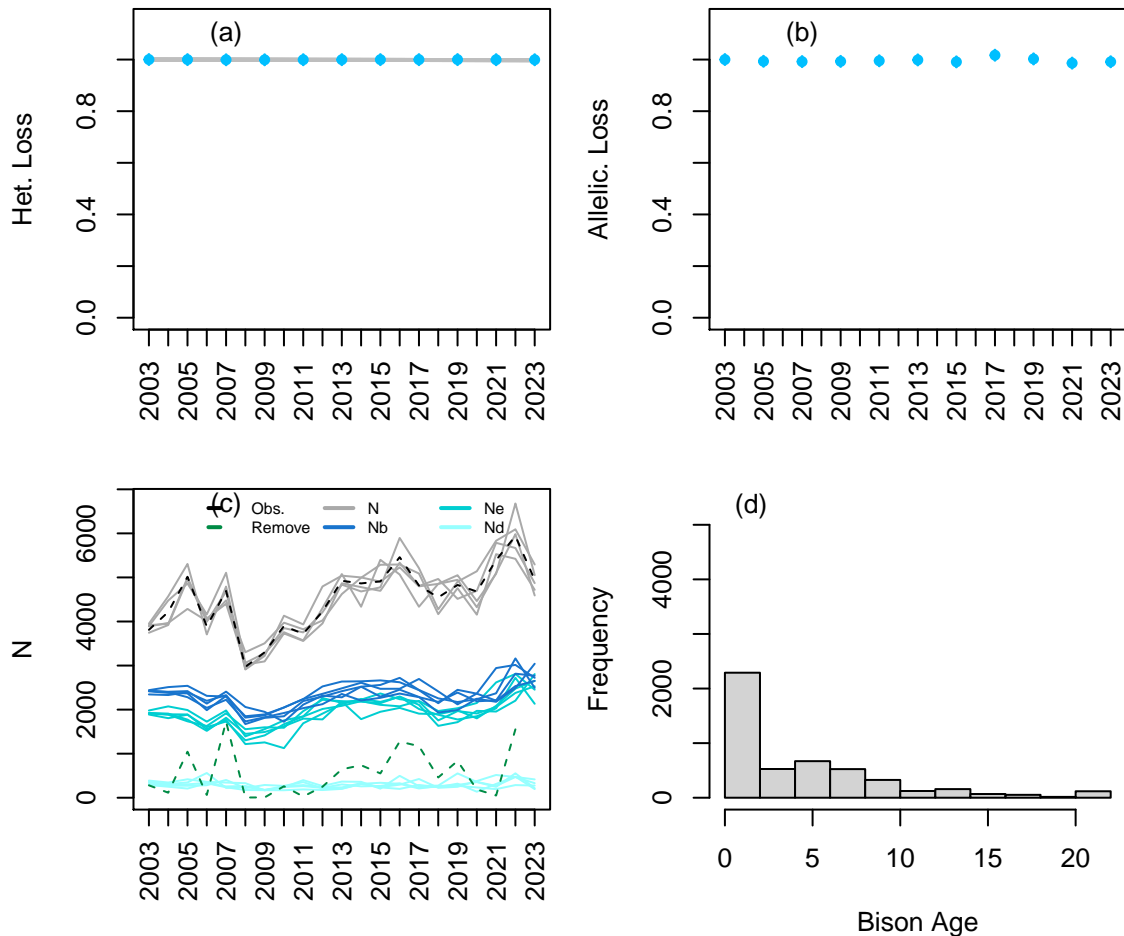 (a)
Het. Loss
0.0 0.4 0.8
2003 2005 2007 2009 2011 2013 2015 2017 2019 2021 2023
(b)
Allelic. Loss
0.0 0.4 0.8
2003 2005 2007 2009 2011 2013 2015 2017 2019 2021 2023
(c)
Obs. N Ne
Remove Nb Nd
N
0 2000 4000 6000
2003 2005 2007 2009 2011 2013 2015 2017 2019 2021 2023
(d)
Frequency
0 2000 4000
0 5 10 15 20
Bison Age